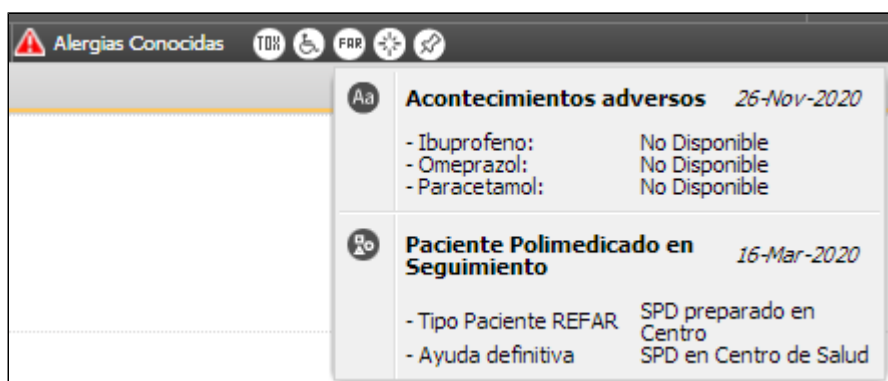 Alergias Conocidas TOX FAR
Aa Acontecimientos adversos 26-Nov-2020
- Ibuprofeno: No Disponible
- Omeprazol: No Disponible
- Paracetamol: No Disponible
Paciente Polimedicado en
Seguimiento 16-Mar-2020
- Tipo Paciente REFAR SPD preparado en
Centro
- Ayuda definitiva SPD en Centro de Salud